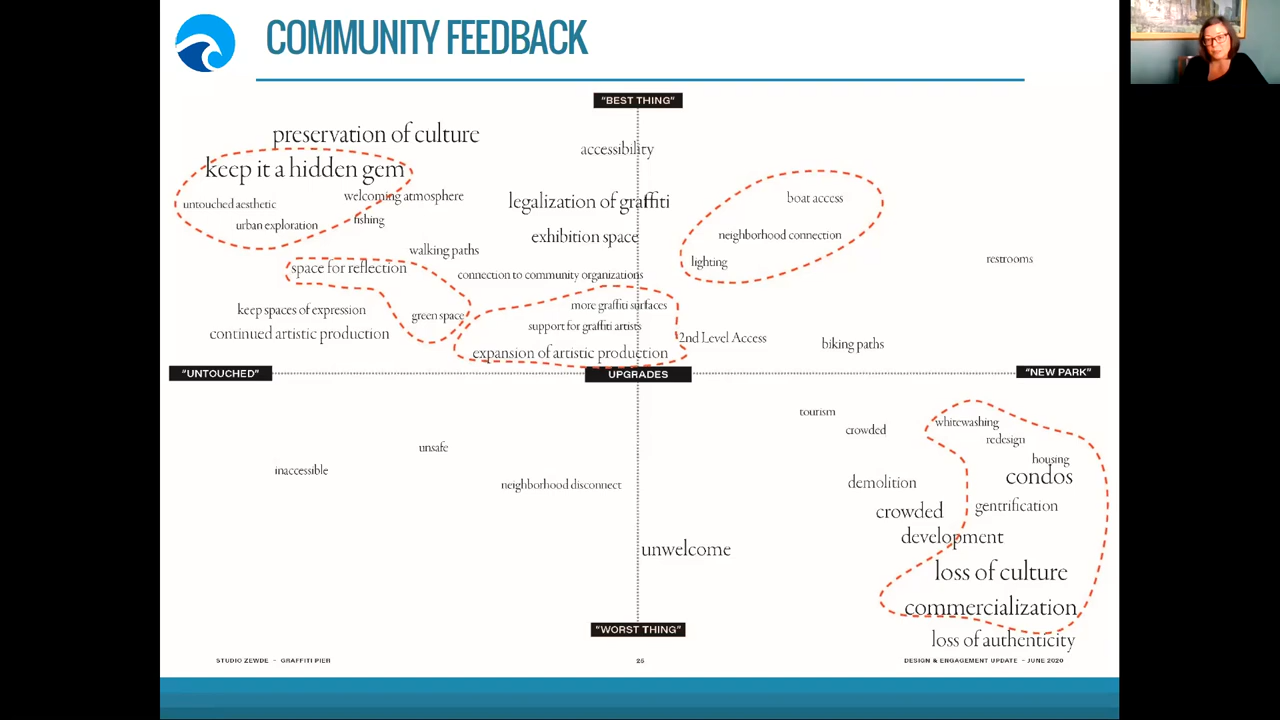 COMMUNITY FEEDBACK
"BEST THING"
preservation of culture
accessibility
keep it a hidden gem
welcoming atmosphere
untouched aesthetic
legalization of graffiti
boat access
urban exploration
fishing
exhibition space
neighborhood connection
walking paths
lighting
restrooms
space for reflection
connection to community organizations
keep spaces of expression
green space
more graffiti surfaces
continued artistic production
support for graffiti artists
2nd Level Access
biking paths
expansion of artistic production
"UNTOUCHED"
UPGRADES
"NEW PARK"
tourism
whitewashing
crowded
redesign
unsafe
housing
inaccessible
condos
neighborhood disconnect
demolition
crowded
gentrification
development
unwelcome
loss of culture
commercialization
"WORST THING"
loss of authenticity
STUDIO ZEWDE - GRAFFITI PIER
25
DESIGN & ENGAGEMENT UPDATE - JUNE 2020